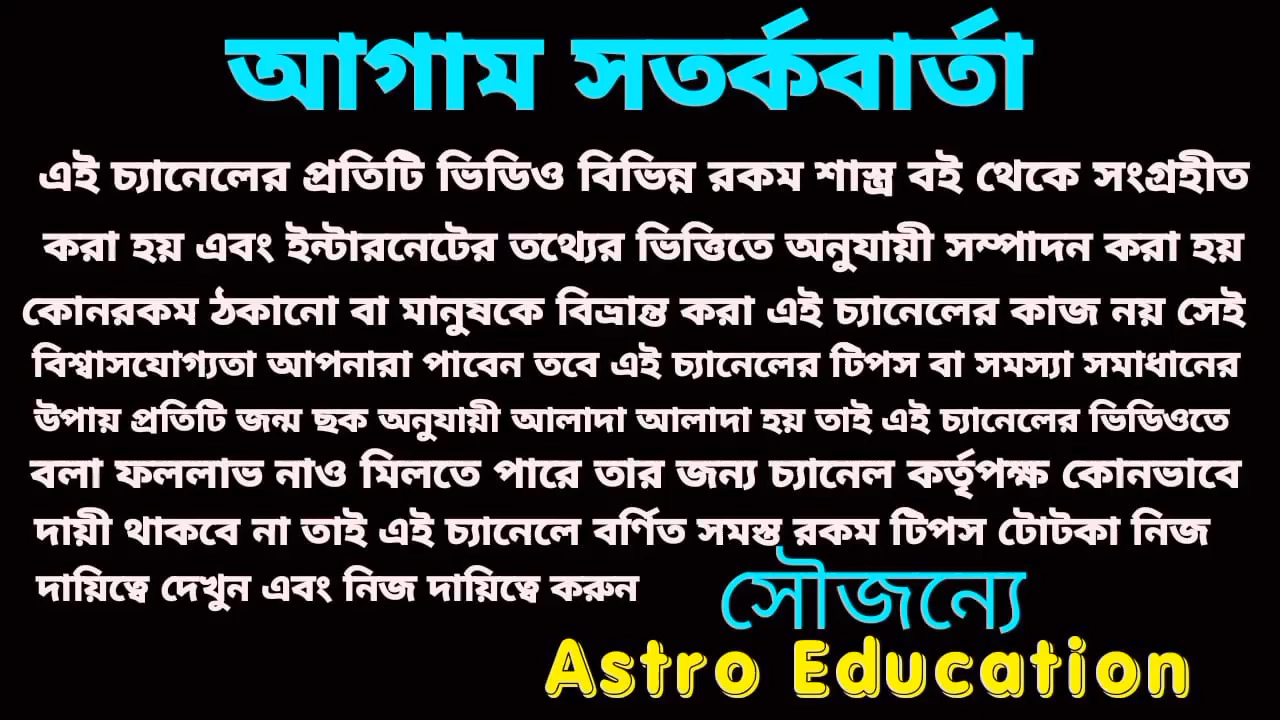 আগাম সতর্কবার্তা
এই চ্যানেলের প্রতিটি ভিডিও বিভিন্ন রকম শাস্ত্র বই থেকে সংগ্রহীত
করা হয় এবং ইন্টারনেটের তথ্যের ভিত্তিতে অনুযায়ী সম্পাদন করা হয়
কোনরকম ঠকানো বা মানুষকে বিভ্রান্ত করা এই চ্যানেলের কাজ নয় সেই
বিশ্বাসযোগ্যতা আপনারা পাবেন তবে এই চ্যানেলের টিপস বা সমস্যা সমাধানের
উপায় প্রতিটি জন্ম ছক অনুযায়ী আলাদা আলাদা হয় তাই এই চ্যানেলের ভিডিওতে
বলা ফললাভ নাও মিলতে পারে তার জন্য চ্যানেল কর্তৃপক্ষ কোনভাবে
দায়ী থাকবে না তাই এই চ্যানেলে বর্ণিত সমস্ত রকম টিপস টোটকা নিজ
দায়িত্বে দেখুন এবং নিজ দায়িত্বে করুন
সৌজন্যে
Astro Education